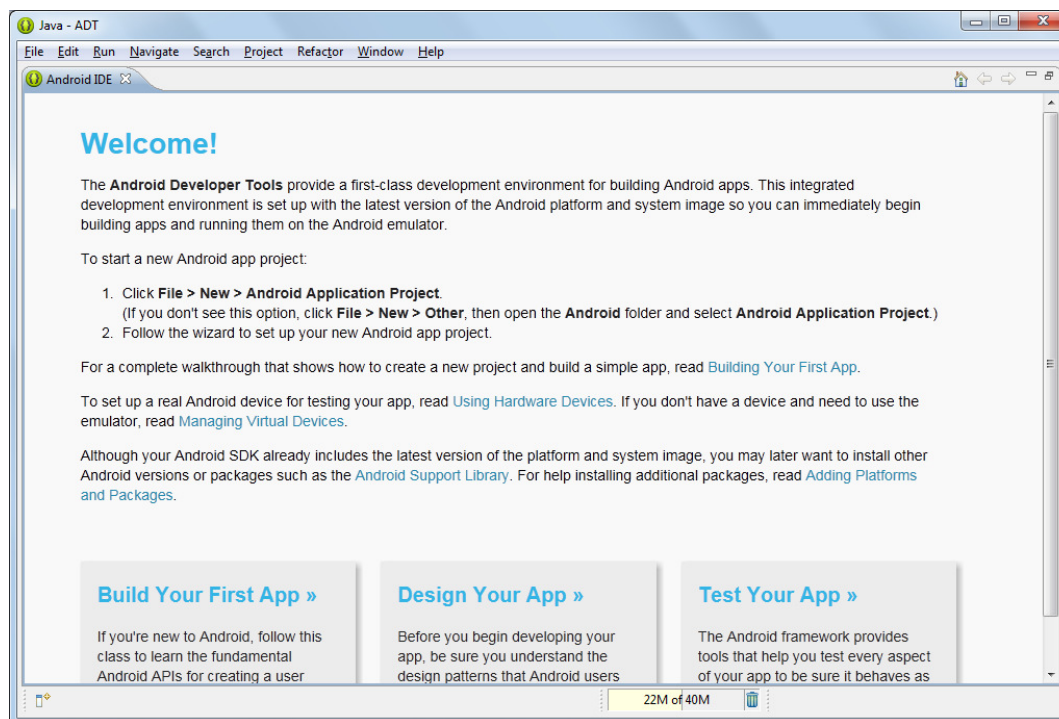 Java - ADT
File Edit Run Navigate Search Project Refactor Window Help
Android IDE
Welcome!
The Android Developer Tools provide a first-class development environment for building Android apps. This integrated
development environment is set up with the latest version of the Android platform and system image so you can immediately begin
building apps and running them on the Android emulator.
To start a new Android app project:
1. Click File > New > Android Application Project.
(If you don't see this option, click File > New > Other, then open the Android folder and select Android Application Project.)
2. Follow the wizard to set up your new Android app project.
For a complete walkthrough that shows how to create a new project and build a simple app, read Building Your First App.
To set up a real Android device for testing your app, read Using Hardware Devices. If you don't have a device and need to use the
emulator, read Managing Virtual Devices.
Although your Android SDK already includes the latest version of the platform and system image, you may later want to install other
Android versions or packages such as the Android Support Library. For help installing additional packages, read Adding Platforms
and Packages.
Build Your First App »
If you're new to Android, follow this
class to learn the fundamental
Android APIs for creating a user
Design Your App »
Before you begin developing your
app, be sure you understand the
design patterns that Android users
Test Your App »
The Android framework provides
tools that help you test every aspect
of your app to be sure it behaves as
22M of 40M